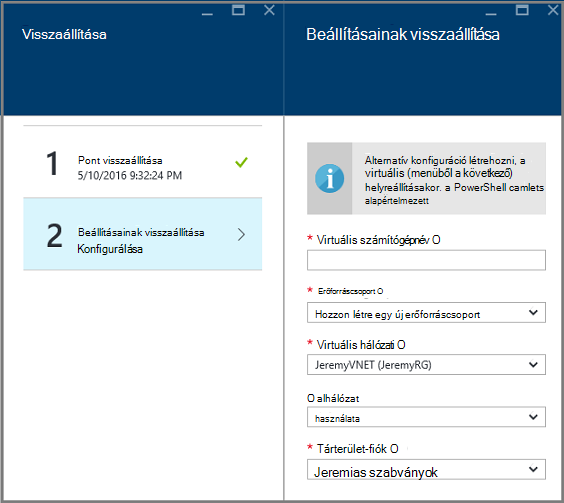 Visszaállítása
1
Pont visszaállítása
5/10/2016 9:32:24 PM
2
Beállításainak visszaállítása
Konfigurálása
Beállításainak visszaállítása
Alternatív konfiguráció létrehozni, a
virtuális (menüből a következő)
helyreállításakor. a PowerShell camlets
alapértelmezett
* Virtuális számítógépnév O
* Erőforráscsoport O
Hozzon létre egy új erőforráscsoport
* Virtuális hálózati O
JeremyVNET (JeremyRG)
O alhálózat
használata
* Tárterület-fiók O
Jeremias szabványok